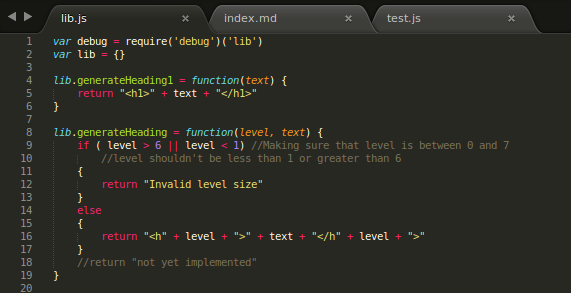 lib.js × index.md × test.js ×
1 var debug = require('debug')('lib')
2 var lib = {}
3
4 lib.generateHeading1 = function(text) {
5     return "<h1>" + text + "</h1>"
6 }
7
8 lib.generateHeading = function(level, text) {
9     if ( level > 6 || level < 1) //Making sure that level is between 0 and 7
10         //level shouldn't be less than 1 or greater than 6
11     {
12         return "Invalid level size"
13     }
14     else
15     {
16         return "<h" + level + ">" + text + "</h" + level + ">"
17     }
18     //return "not yet implemented"
19 }
20